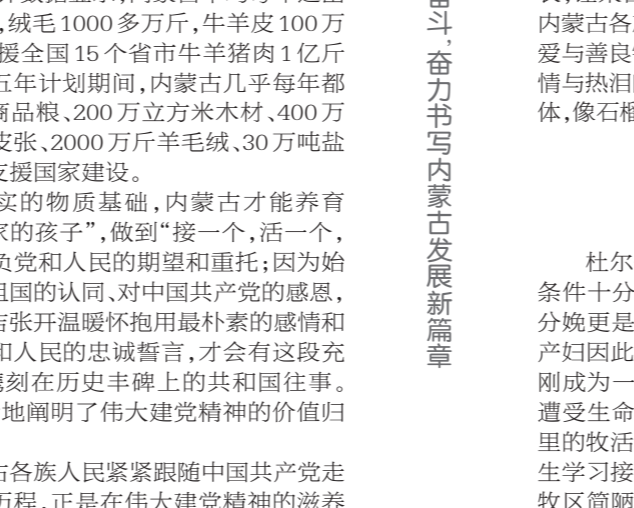 ,绒毛1000多万斤,牛羊皮100万
援全国15个省市牛羊猪肉1亿斤
五年计划期间,内蒙古几乎每年都
商品粮、200万立方米木材、400万
皮张、2000万斤羊毛绒、30万吨盐
支援国家建设。
实的物质基础,内蒙古才能养育
家的孩子”,做到“接一个,活一个,
负党和人民的期望和重托;因为始
祖国的认同、对中国共产党的感恩,
张开温暖怀抱用最朴素的感情和
和人民的忠诚誓言,才会有这段充
刻在历史丰碑上的共和国往事。
地阐明了伟大建党精神的价值归
古各族人民紧紧跟随中国共产党走
历程,正是在伟大建党精神的滋养
奋斗,奋力书写内蒙古发展新篇章
内蒙古各
爱与善良
情与热泪
体,像石榴
杜尔
条件十分
分娩更是
产妇因此
刚成为一
遭受生命
里的牧活
生学习接
牧区简陋